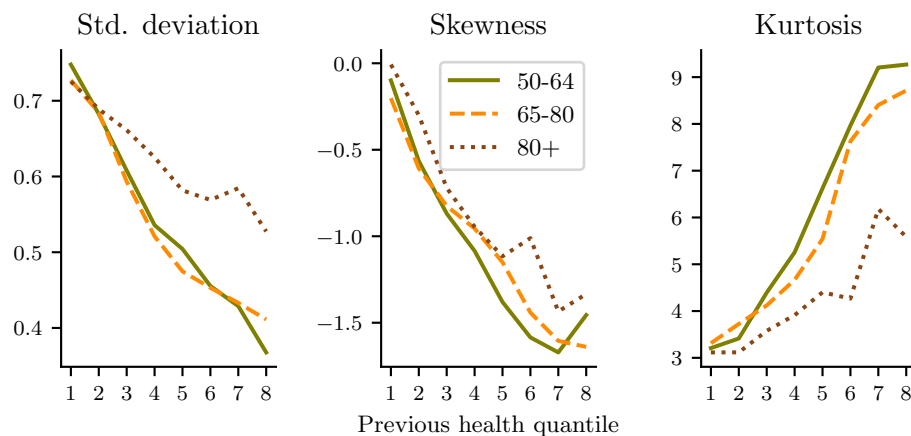 Std. deviation
0.7
0.6
0.5
0.4
1 2 3 4 5 6 7 8
Skewness
0.0
−0.5
−1.0
−1.5
50-64
65-80
80+
1 2 3 4 5 6 7 8
Previous health quantile
Kurtosis
9
8
7
6
5
4
3
1 2 3 4 5 6 7 8